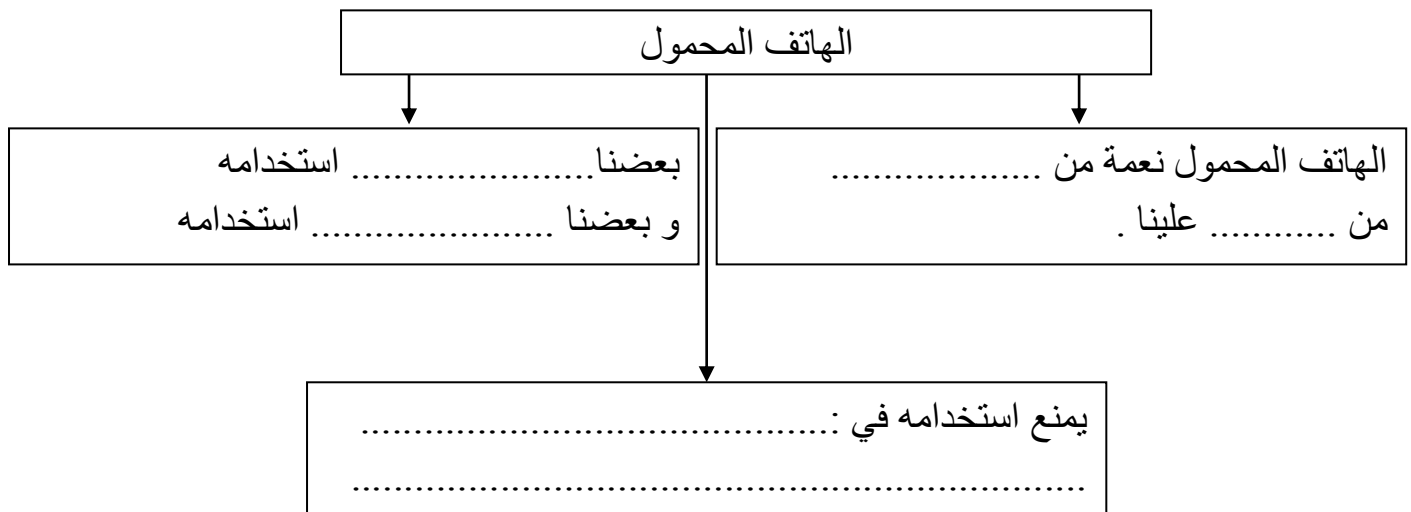 الهاتف المحمول
الهاتف المحمول نعمة من ..................
من ............ علينا .
بعضنا...................... استخدامه
و بعضنا ...................... استخدامه
يمنع استخدامه في :..........................................
..................................................................